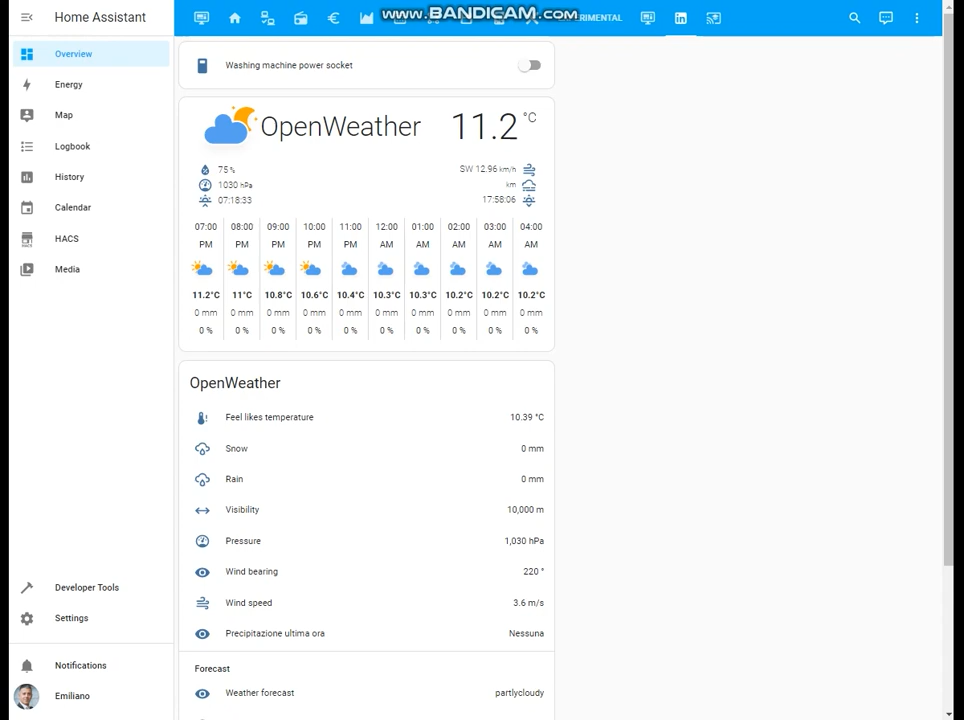 Home Assistant
www.BANDICAM.com
RIMENTAL
Overview
Energy
Map
Logbook
History
Calendar
HACS
Media
Developer Tools
Settings
Notifications
Emiliano
Washing machine power socket
OpenWeather 11.2 °C
75 % SW 12.96 km/h
1030 hPa km
07:18:33 17:58:06
07:00 08:00 09:00 10:00 11:00 12:00 01:00 02:00 03:00 04:00
PM PM PM PM PM AM AM AM AM AM
11.2°C 11°C 10.8°C 10.6°C 10.4°C 10.3°C 10.3°C 10.2°C 10.2°C 10.2°C
0 mm 0 mm 0 mm 0 mm 0 mm 0 mm 0 mm 0 mm 0 mm 0 mm
0 % 0 % 0 % 0 % 0 % 0 % 0 % 0 % 0 % 0 %
OpenWeather
Feel likes temperature 10.39 °C
Snow 0 mm
Rain 0 mm
Visibility 10,000 m
Pressure 1,030 hPa
Wind bearing 220 °
Wind speed 3.6 m/s
Precipitazione ultima ora Nessuna
Forecast
Weather forecast partlycloudy